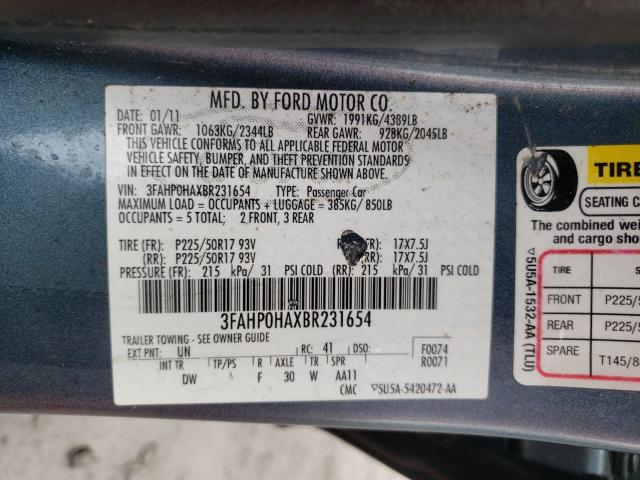 MFD. BY FORD MOTOR CO.
DATE: 01/11 GVWR: 1991KG/4389LB
FRONT GAWR: 1063KG/2344LB REAR GAWR: 928KG/2045LB
THIS VEHICLE CONFORMS TO ALL APPLICABLE FEDERAL MOTOR
VEHICLE SAFETY, BUMPER, AND THEFT PREVENTION STANDARDS
IN EFFECT ON THE DATE OF MANUFACTURE SHOWN ABOVE.
VIN: 3FAHP0HAXBR231654 TYPE: Passenger Car
MAXIMUM LOAD = OCCUPANTS + LUGGAGE = 385KG/ 850LB
OCCUPANTS = 5 TOTAL; 2 FRONT, 3 REAR
TIRE (FR): P225/50R17 93V 17X7.5J
(RR): P225/50R17 93V (RR): 17X7.5J
PRESSURE (FR): 215 kPa/ 31 PSI COLD (RR): 215 kPa/ 31 PSI COLD
3FAHP0HAXBR231654
TRAILER TOWING - SEE OWNER GUIDE
EXT PNT: UN RC: 41 DSO: F0074
INT TR TP/PS R AXLE TR SPR R0071
DW F 30 W AA11
CMC ▽5U5A-5420472-AA
▽5U5A-1532-AA (TLU)
TIRE
SEATING
The combined
and cargo
TIRE
FRONT P225/
REAR P225/
SPARE T145/